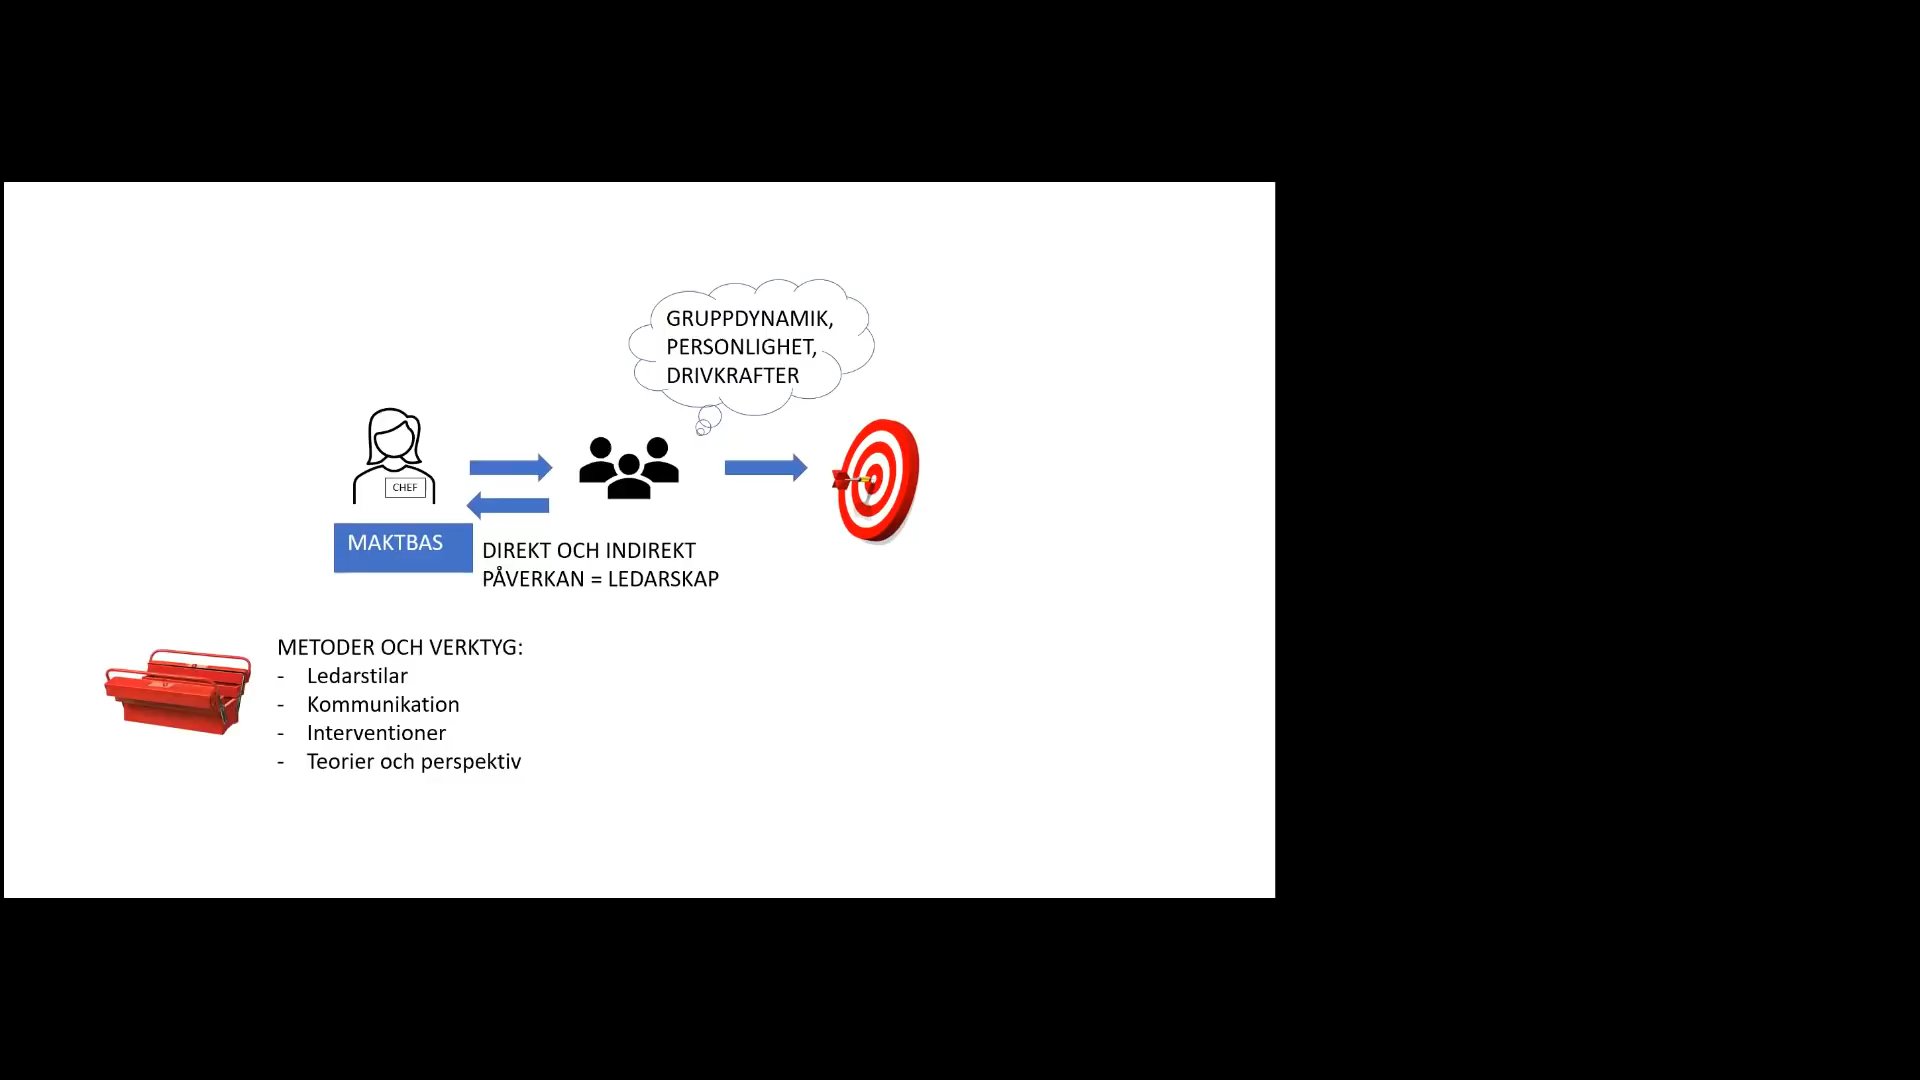 GRUPPDYNAMIK,
PERSONLIGHET,
DRIVKRAFTER
CHEF
MAKTBAS
DIREKT OCH INDIREKT
PÅVERKAN = LEDARSKAP
METODER OCH VERKTYG:
- Ledarstilar
- Kommunikation
- Interventioner
- Teorier och perspektiv